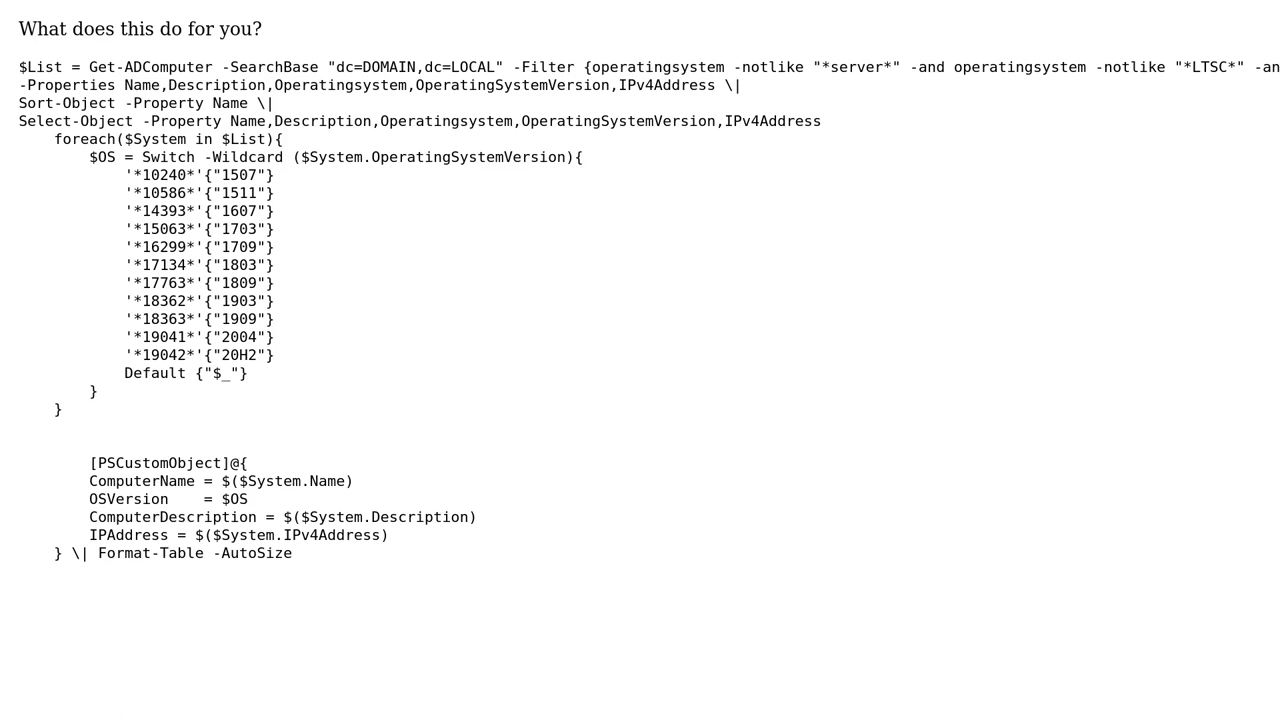 What does this do for you?
$List = Get-ADComputer -SearchBase "dc=DOMAIN,dc=LOCAL" -Filter {operatingsystem -notlike "*server*" -and operatingsystem -notlike "*LTSC*" -an
-Properties Name,Description,Operatingsystem,OperatingSystemVersion,IPv4Address \|
Sort-Object -Property Name \|
Select-Object -Property Name,Description,Operatingsystem,OperatingSystemVersion,IPv4Address
    foreach($System in $List){
        $OS = Switch -Wildcard ($System.OperatingSystemVersion){
            '*10240*'{"1507"}
            '*10586*'{"1511"}
            '*14393*'{"1607"}
            '*15063*'{"1703"}
            '*16299*'{"1709"}
            '*17134*'{"1803"}
            '*17763*'{"1809"}
            '*18362*'{"1903"}
            '*18363*'{"1909"}
            '*19041*'{"2004"}
            '*19042*'{"20H2"}
            Default {"$_"}
        }
    }
        [PSCustomObject]@{
        ComputerName = $($System.Name)
        OSVersion    = $OS
        ComputerDescription = $($System.Description)
        IPAddress = $($System.IPv4Address)
    } \| Format-Table -AutoSize